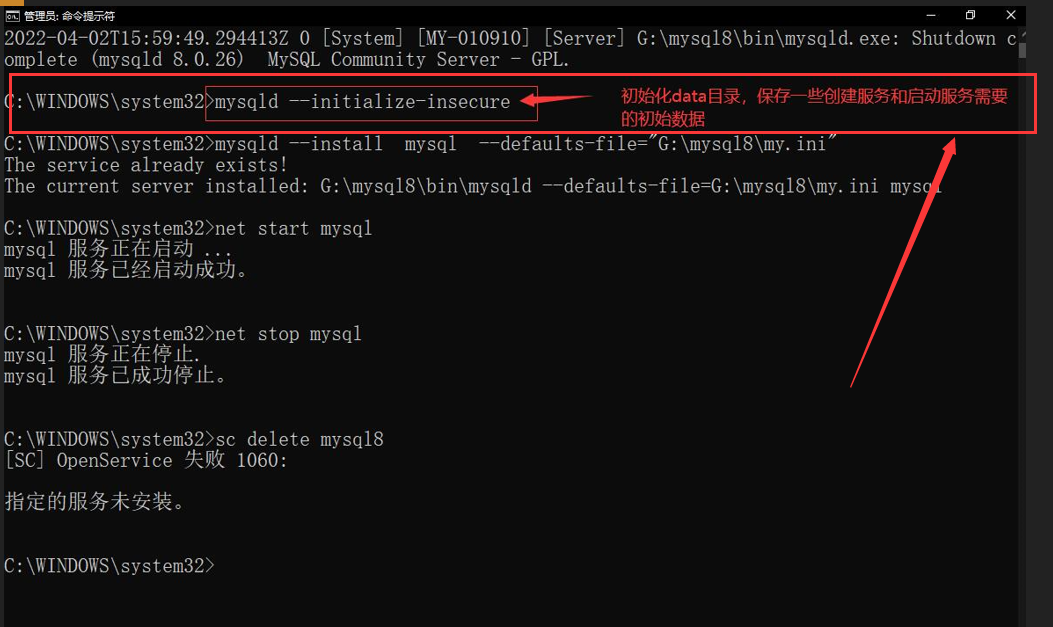 管理员: 命令提示符
2022-04-02T15:59:49.294413Z 0 [System] [MY-010910] [Server] G:\mysql8\bin\mysqld.exe: Shutdown c
omplete (mysqld 8.0.26)  MySQL Community Server - GPL.
C:\WINDOWS\system32>mysqld --initialize-insecure
初始化data目录，保存一些创建服务和启动服务需要
的初始数据
C:\WINDOWS\system32>mysqld --install  mysql  --defaults-file="G:\mysql8\my.ini"
The service already exists!
The current server installed: G:\mysql8\bin\mysqld --defaults-file=G:\mysql8\my.ini mysql
C:\WINDOWS\system32>net start mysql
mysql 服务正在启动 ...
mysql 服务已经启动成功。
C:\WINDOWS\system32>net stop mysql
mysql 服务正在停止.
mysql 服务已成功停止。
C:\WINDOWS\system32>sc delete mysql8
[SC] OpenService 失败 1060:
指定的服务未安装。
C:\WINDOWS\system32>